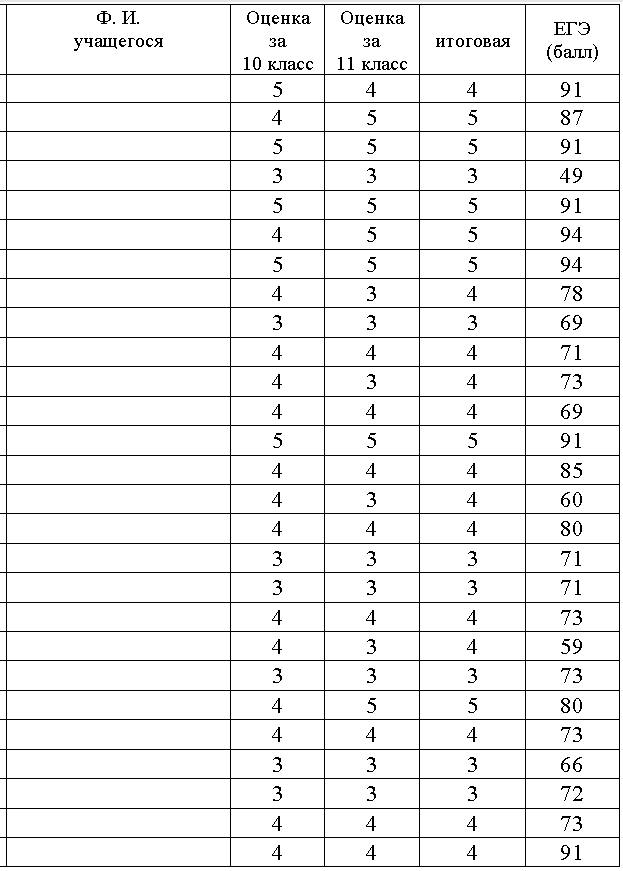 Ф. И.
учащегося
Оценка
за
10 класс
Оценка
за
11 класс
итоговая
ЕГЭ
(балл)
5 4 4 91
4 5 5 87
5 5 5 91
3 3 3 49
5 5 5 91
4 5 5 94
5 5 5 94
4 3 4 78
3 3 3 69
4 4 4 71
4 3 4 73
4 4 4 69
5 5 5 91
4 4 4 85
4 3 4 60
4 4 4 80
3 3 3 71
3 3 3 71
4 4 4 73
4 3 4 59
3 3 3 73
4 5 5 80
4 4 4 73
3 3 3 66
3 3 3 72
4 4 4 73
4 4 4 91